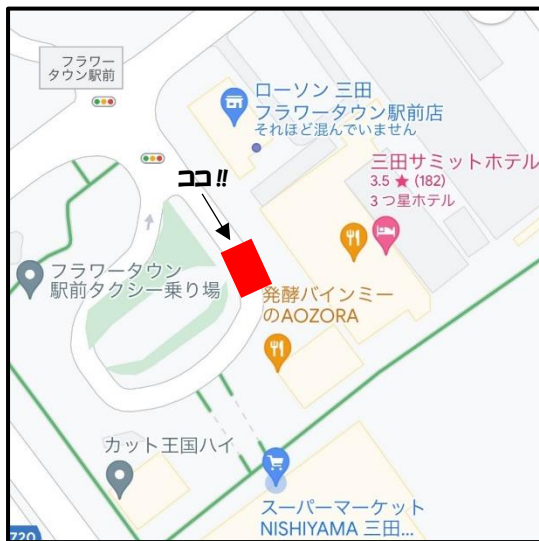 フラワー
タウン駅前
ローソン 三田
フラワータウン駅前店
それほど混んでいません
ココ!!
三田サミットホテル
3.5 ★ (182)
3 つ星ホテル
フラワータウン
駅前タクシー乗り場
発酵バインミー
のAOZORA
カット王国ハイ
スーパーマーケット
NISHIYAMA 三田...
720